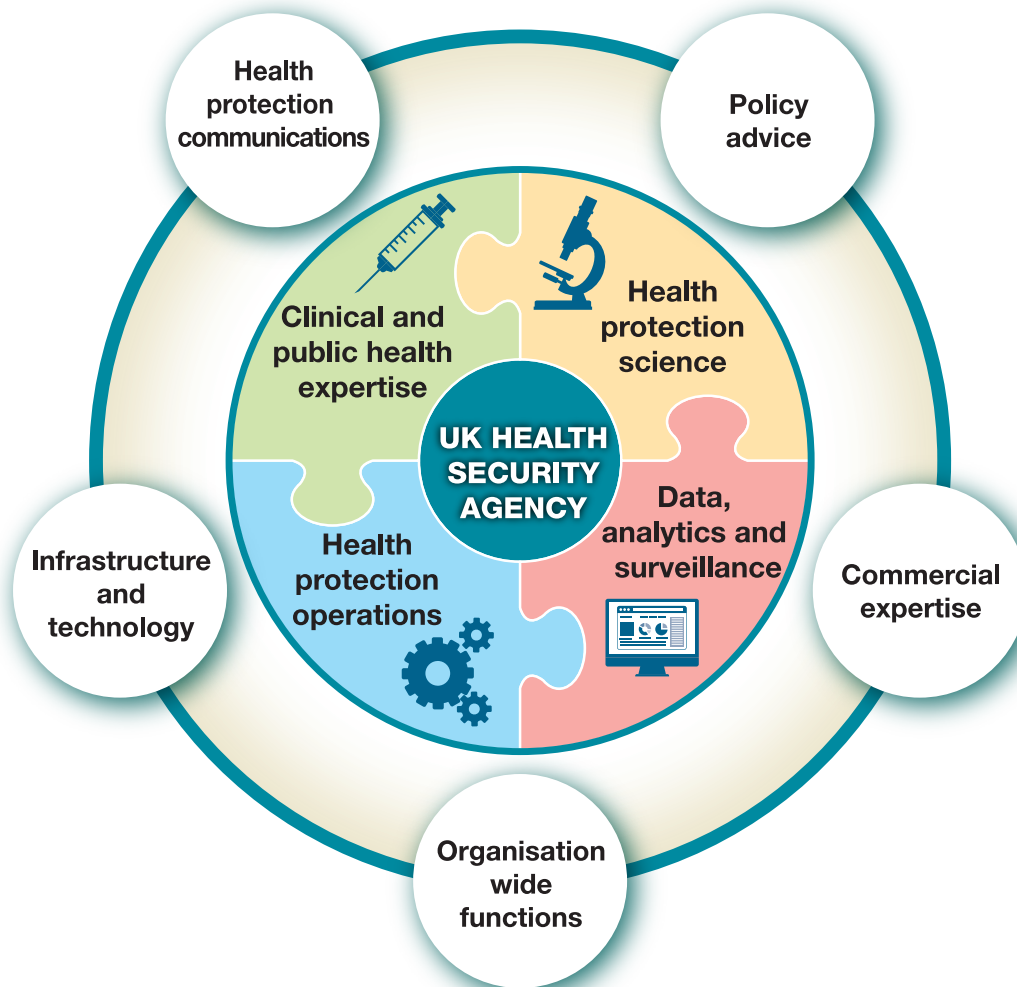 Health
protection
communications
Policy
advice
Clinical and
public health
expertise
Health
protection
science
UK HEALTH
SECURITY
AGENCY
Health
protection
operations
Data,
analytics and
surveillance
Infrastructure
and
technology
Commercial
expertise
Organisation
wide
functions